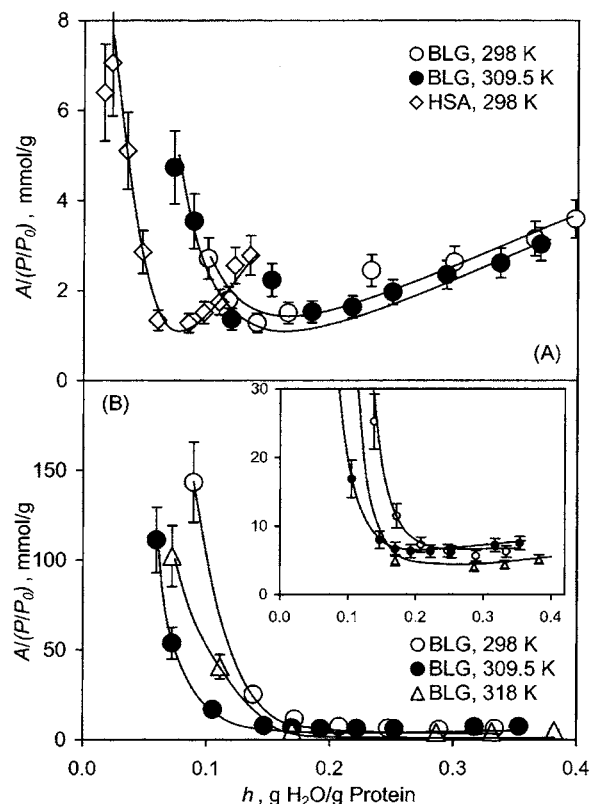 8
6
4
2
0
A/(P/P0), mmol/g
BLG, 298 K
BLG, 309.5 K
HSA, 298 K
(A)
(B)
150
100
50
0
A/(P/P0), mmol/g
30
20
10
0
0.0 0.1 0.2 0.3 0.4
BLG, 298 K
BLG, 309.5 K
BLG, 318 K
0.0 0.1 0.2 0.3 0.4
h, g H2O/g Protein